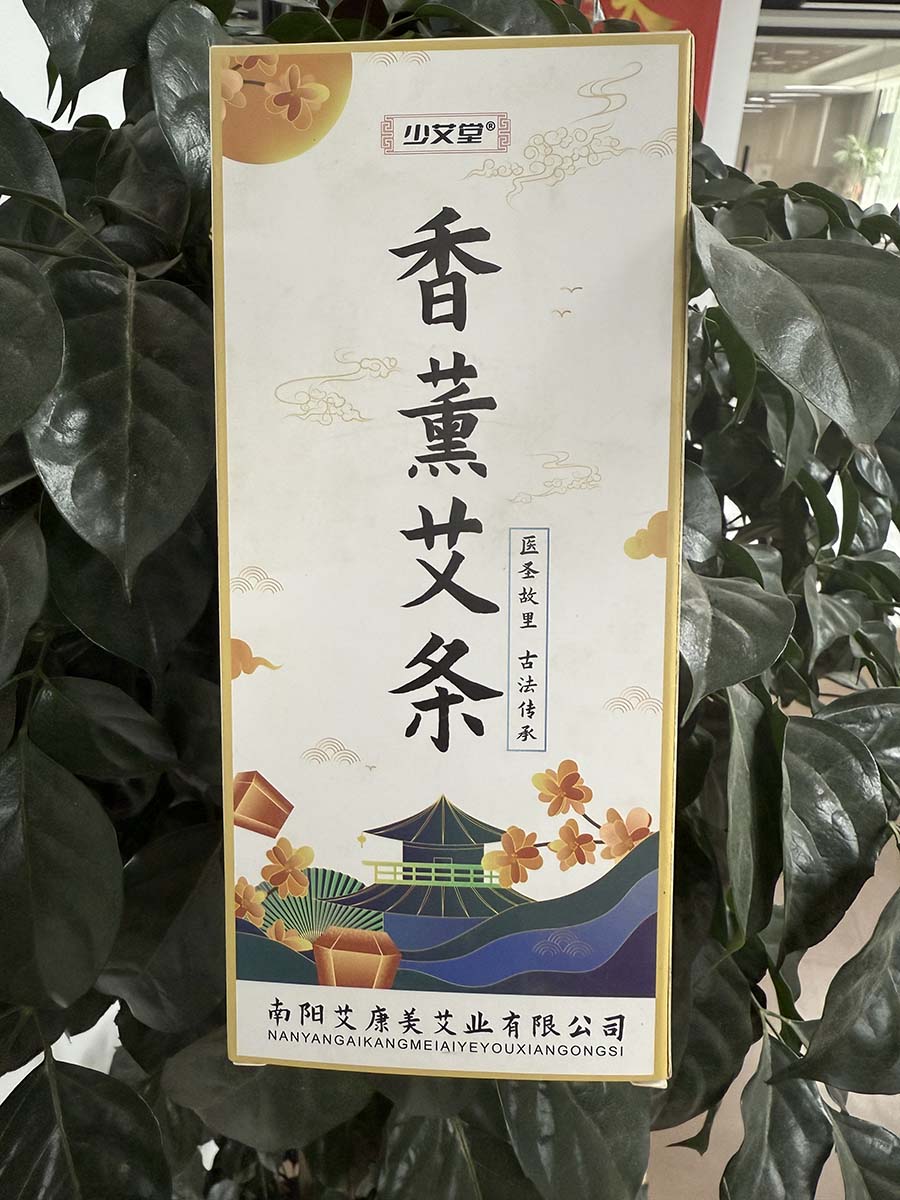 少艾堂®
香薰艾条
医圣故里 古法传承
南阳艾康美艾业有限公司
NANYANGAIKANGMEIAIYEYOUXIANGONGSI